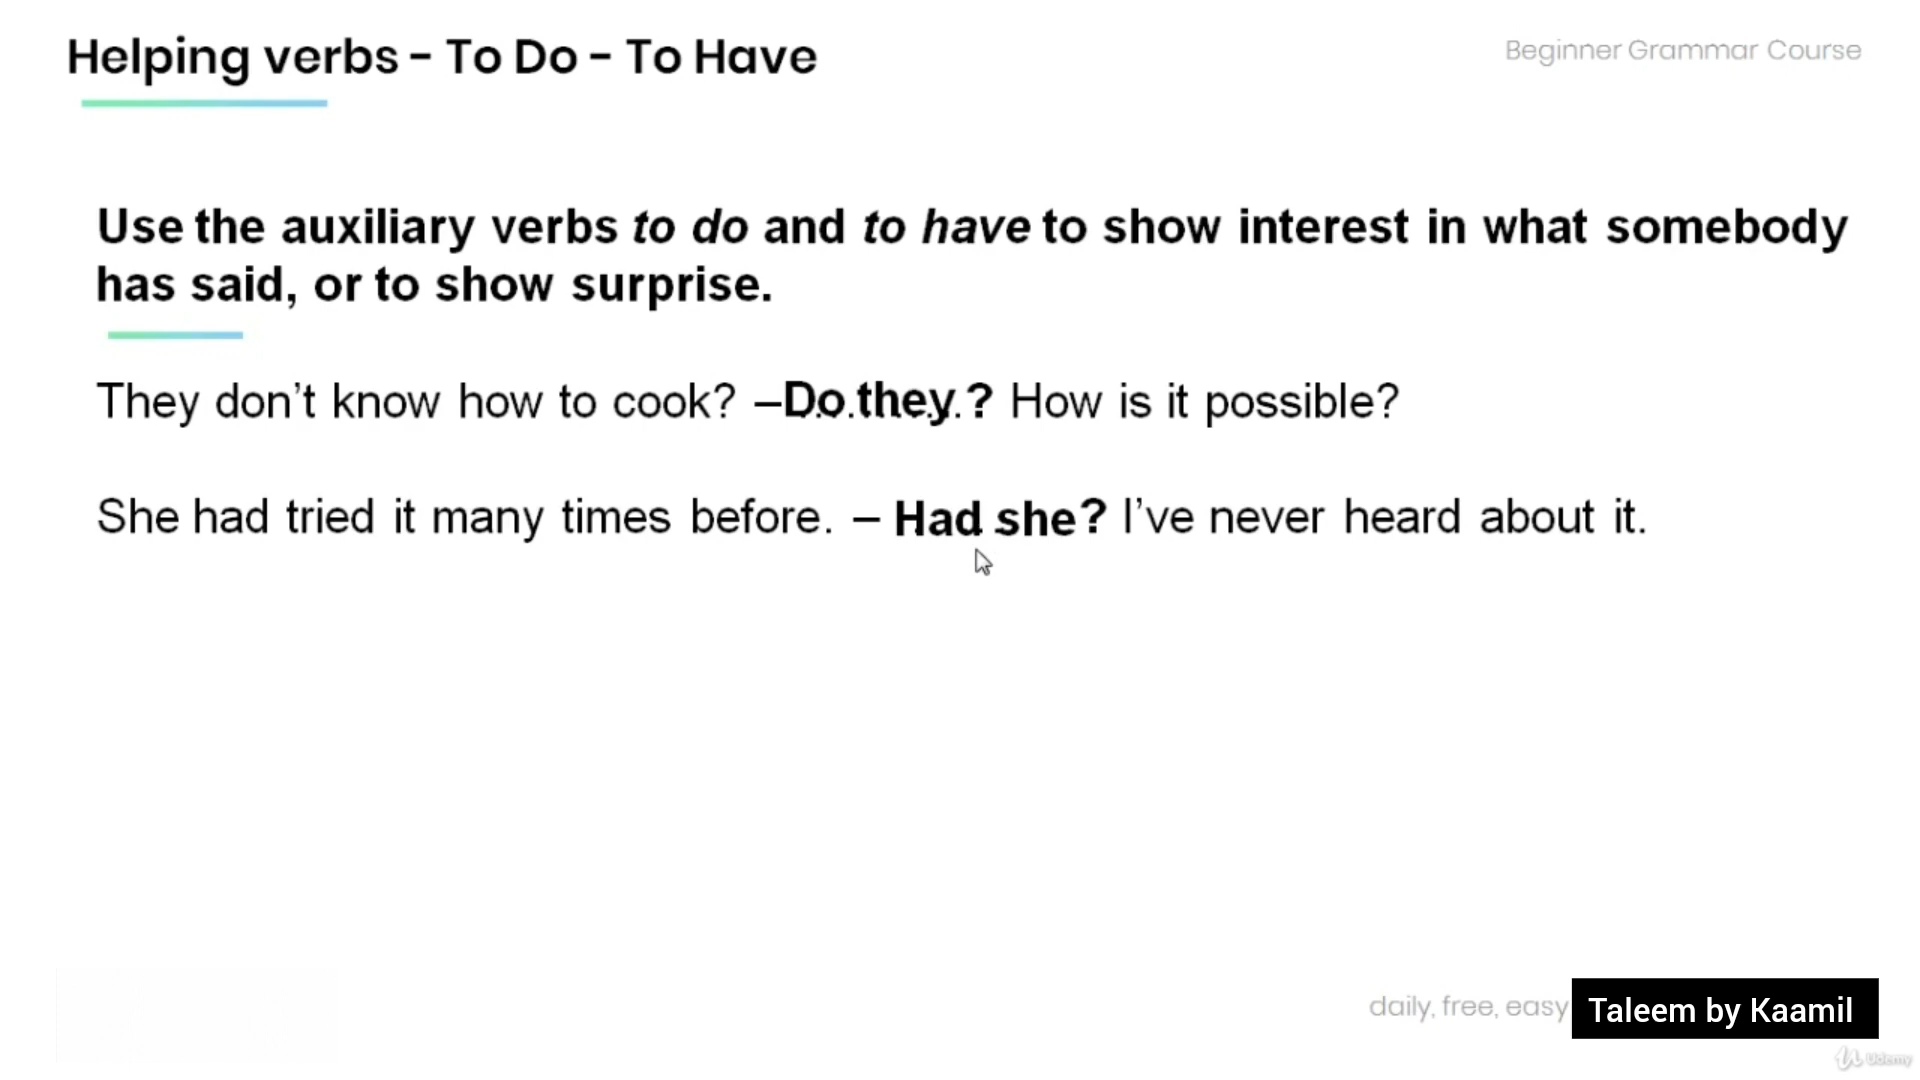 Helping verbs - To Do - To Have
Beginner Grammar Course
Use the auxiliary verbs to do and to have to show interest in what somebody
has said, or to show surprise.
They don’t know how to cook? –Do they ? How is it possible?
She had tried it many times before. – Had she? I’ve never heard about it.
daily, free, easy
Taleem by Kaamil
Udemy